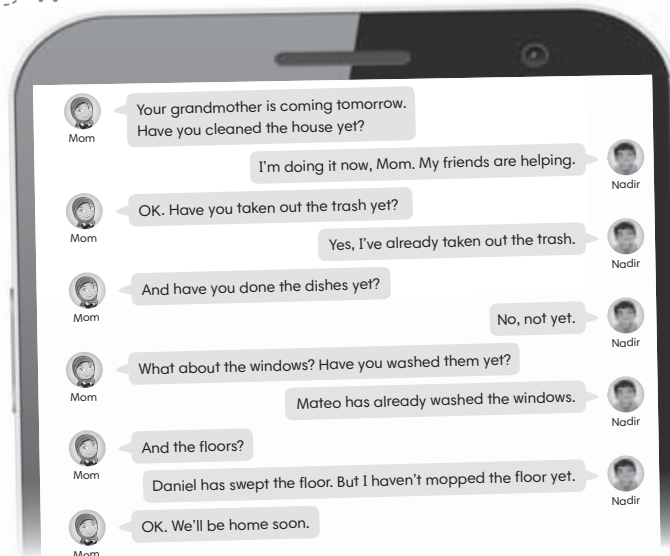 Your grandmother is coming tomorrow.
Have you cleaned the house yet?
Mom
I'm doing it now, Mom. My friends are helping.
Nadir
OK. Have you taken out the trash yet?
Mom
Yes, I've already taken out the trash.
Nadir
And have you done the dishes yet?
Mom
No, not yet.
Nadir
What about the windows? Have you washed them yet?
Mom
Mateo has already washed the windows.
Nadir
And the floors?
Mom
Daniel has swept the floor. But I haven't mopped the floor yet.
Nadir
OK. We'll be home soon.
Mom